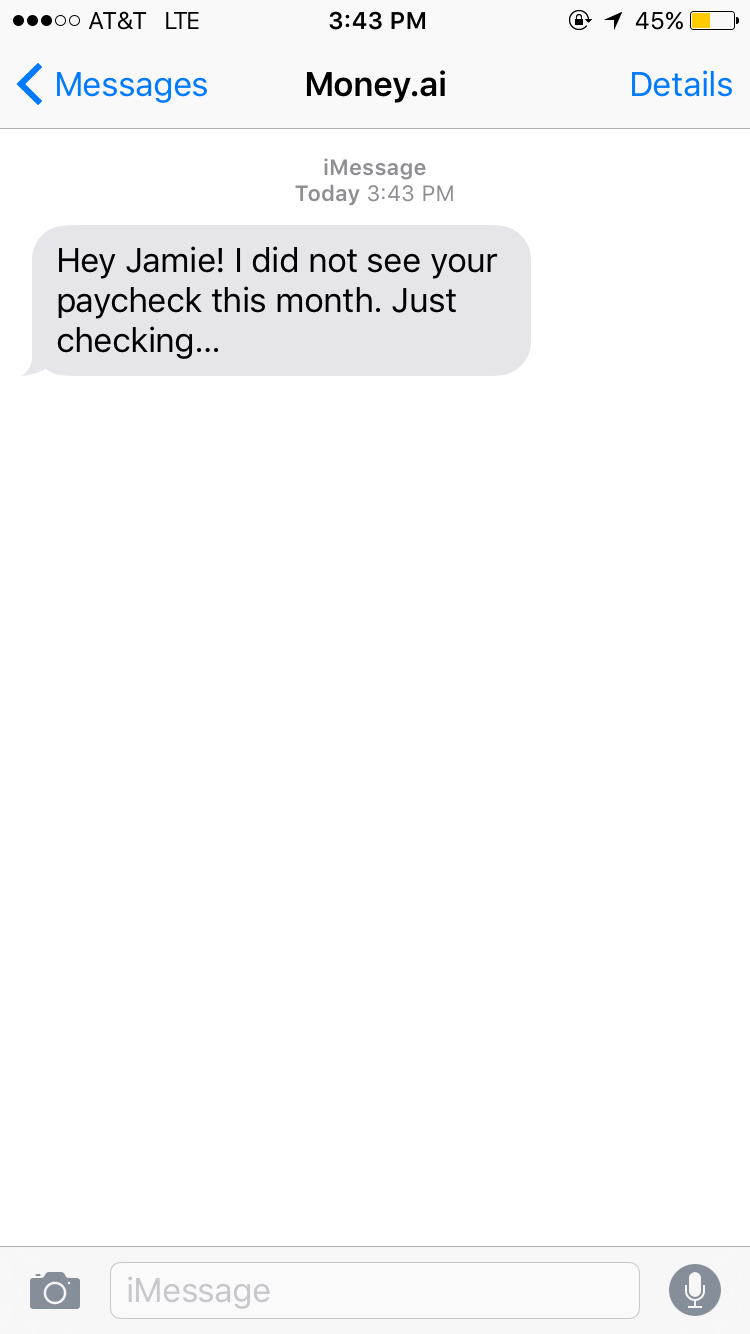 AT&T LTE 3:43 PM 45%
Messages Money.ai Details
iMessage
Today 3:43 PM
Hey Jamie! I did not see your
paycheck this month. Just
checking...
iMessage